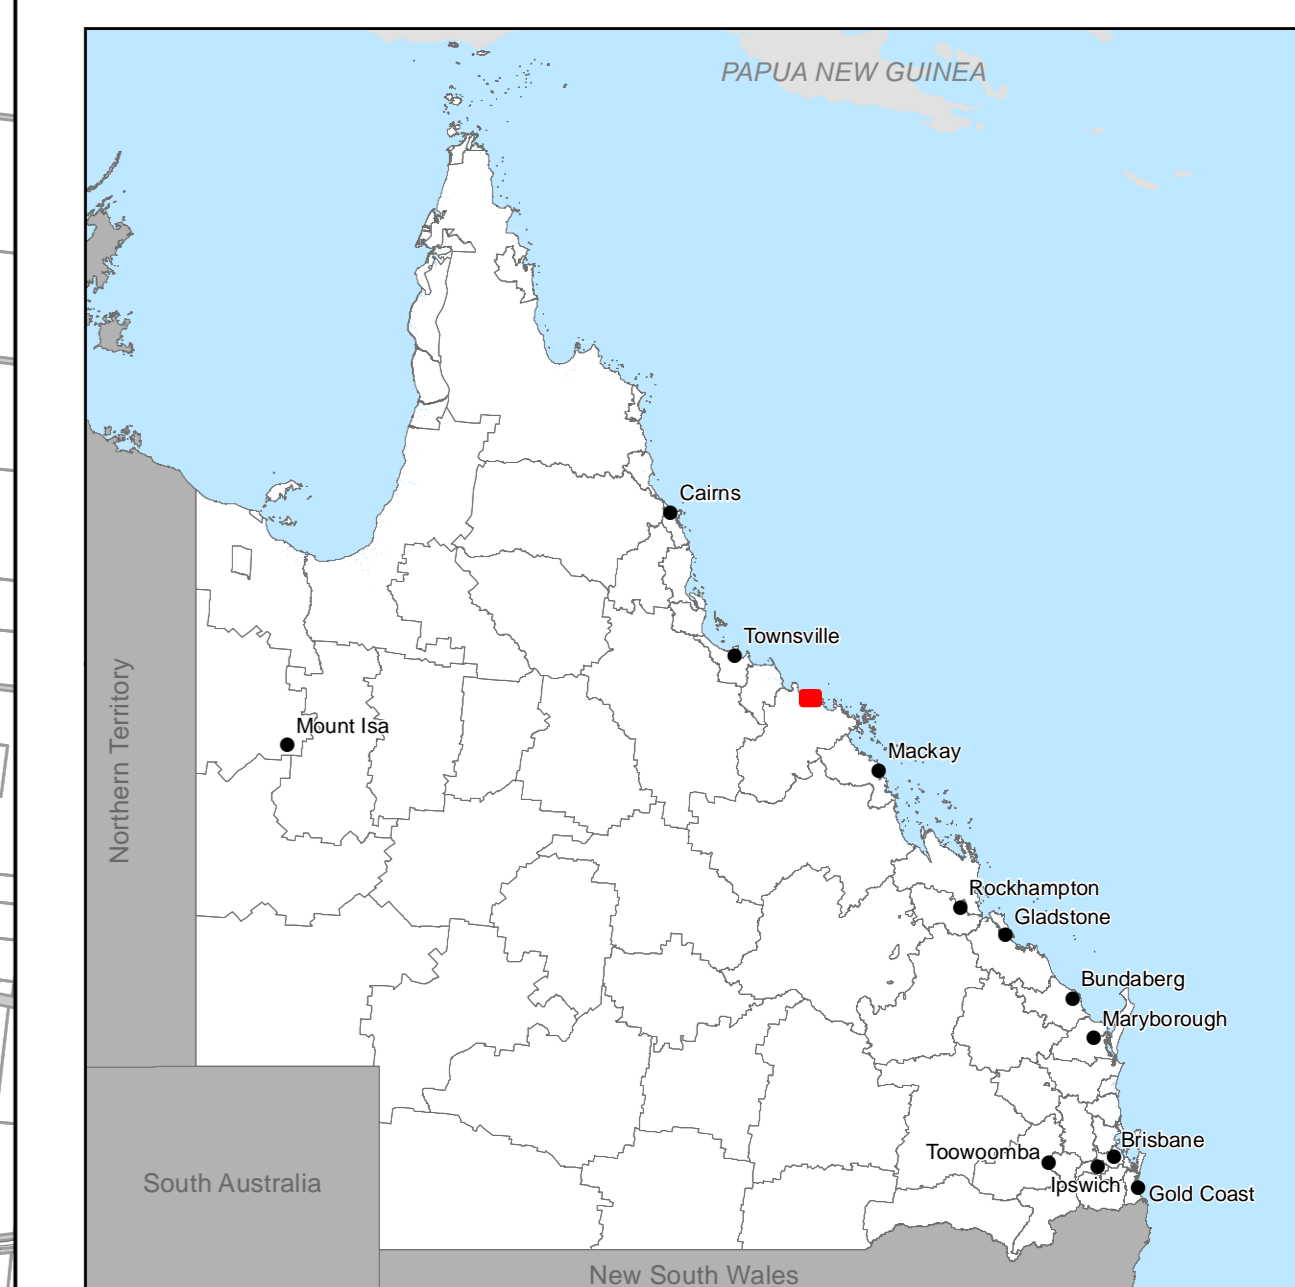 PAPUA NEW GUINEA
Cairns
Townsville
Northern Territory
Mount Isa
Mackay
Rockhampton
Gladstone
Bundaberg
Maryborough
Brisbane
Toowoomba
Ipswich
Gold Coast
South Australia
New South Wales